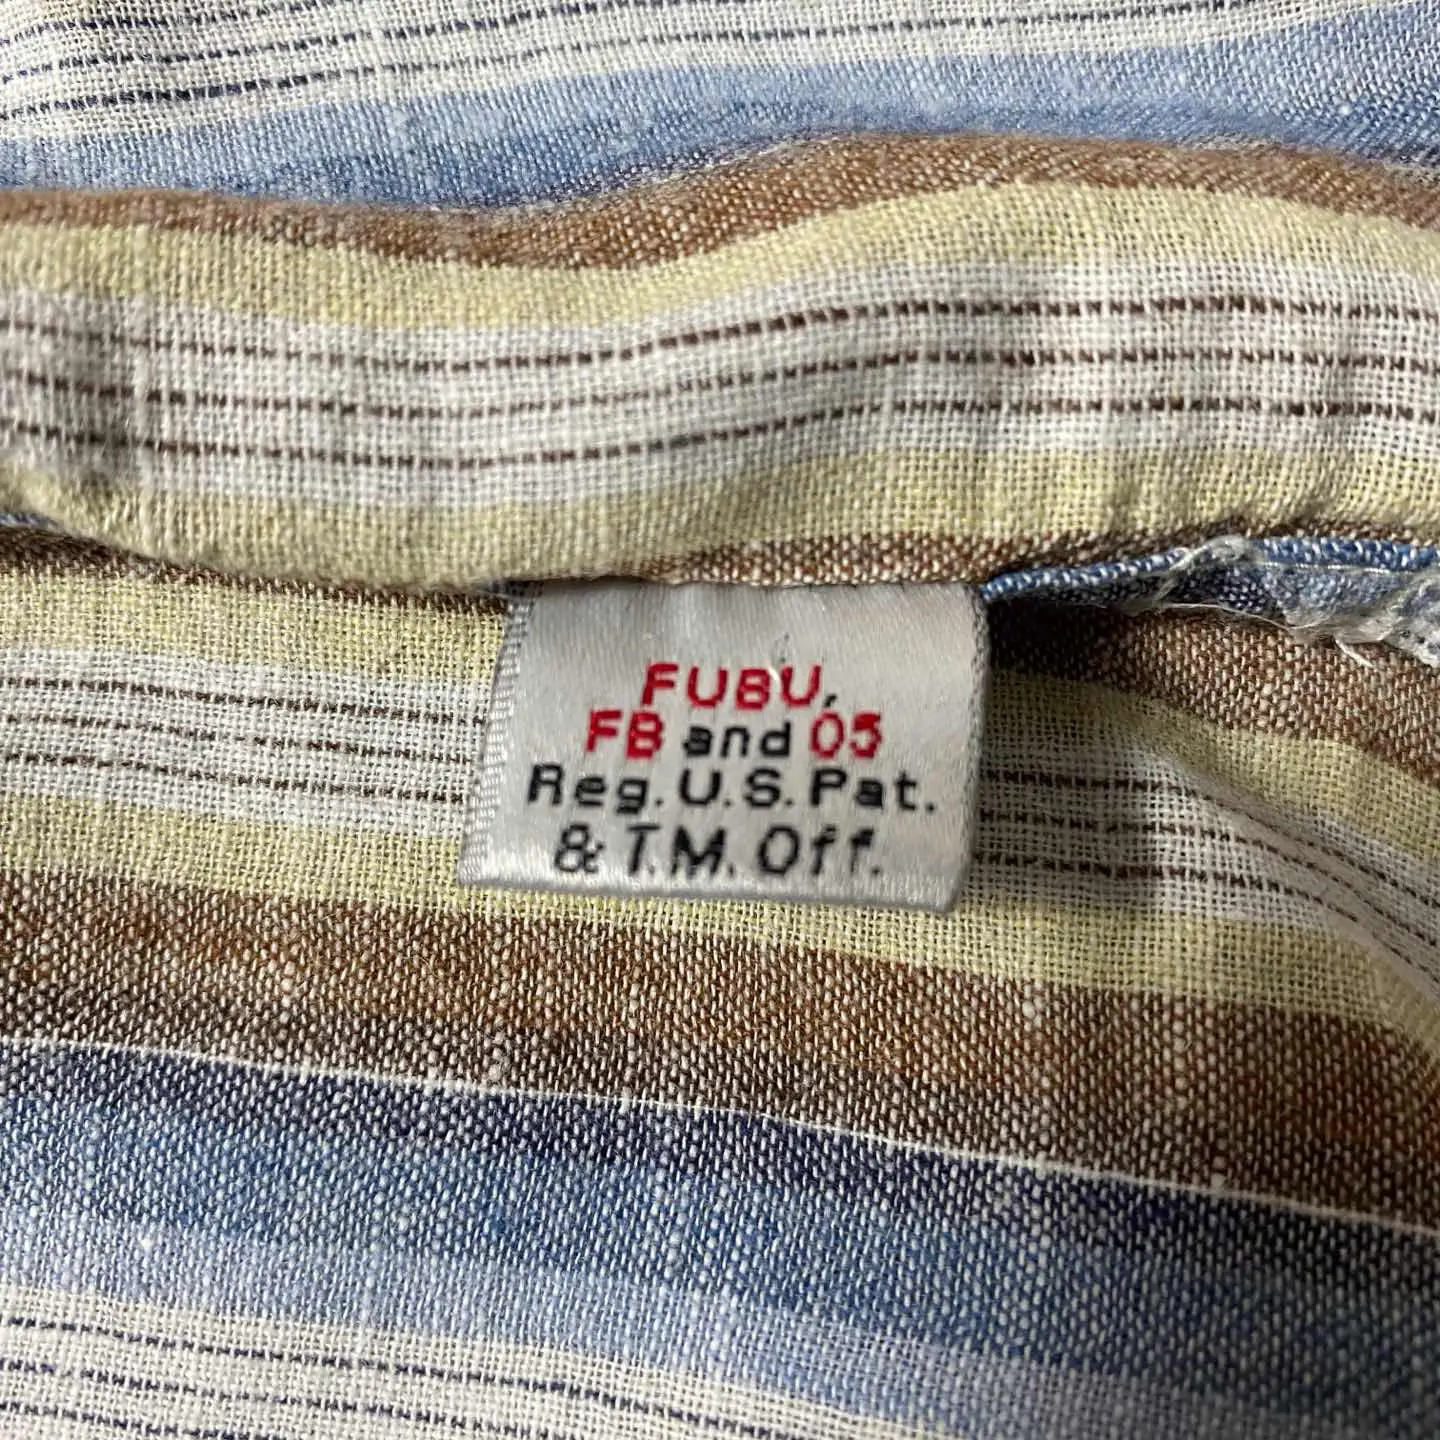 FUBU,
FB and 05
Reg. U.S. Pat.
& T.M. Off.